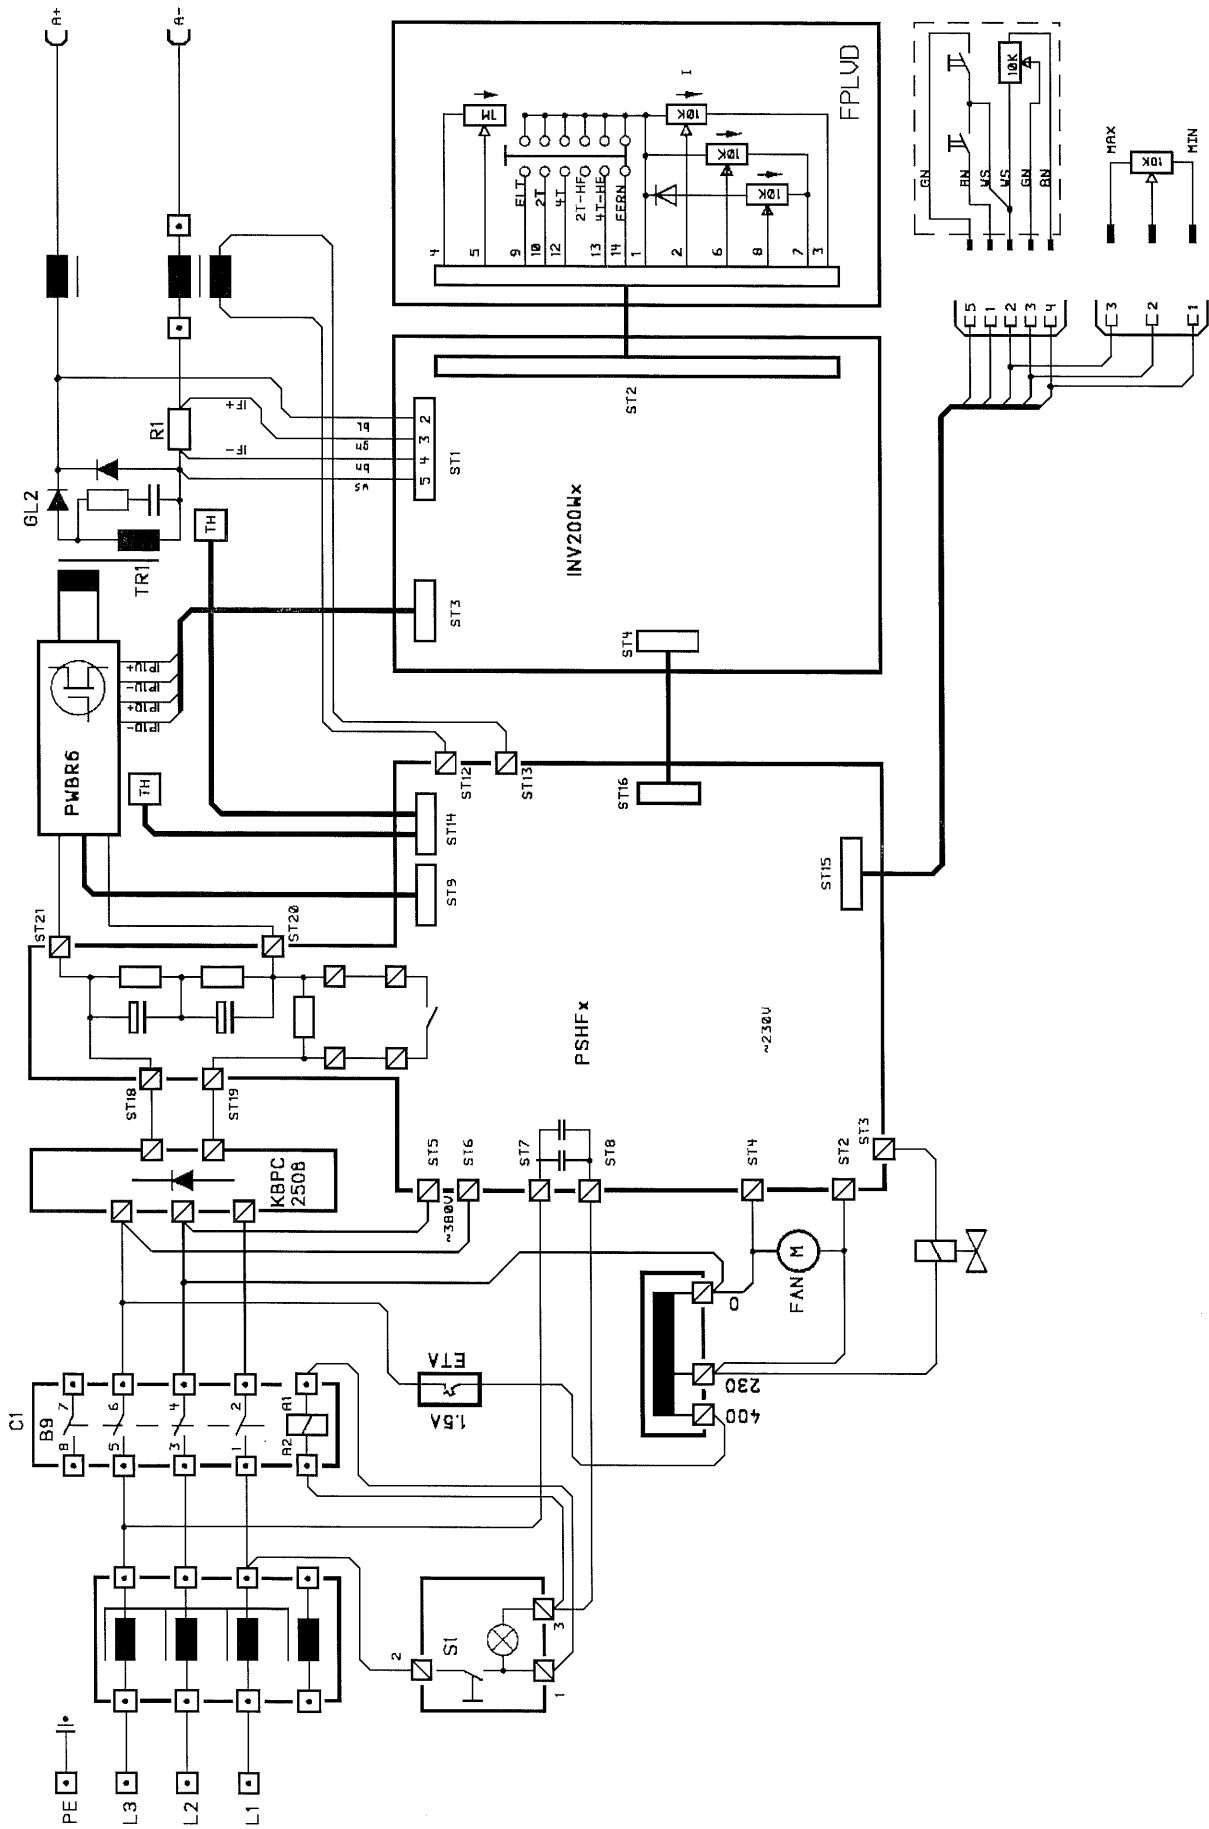 A+
A-
FPLVD
1M
10K
I
10K
10K
ELT
2T
4T
2T-HF
4T-HF
FERN
4
5
9
10
12
13
14
1
2
6
8
7
3
10K
GN
BN
WS
WS
GN
BN
MAX
10K
MIN
5
1
2
3
4
3
2
1
ST2
INV200Wx
ST1
2
3
4
5
bl
gn
bn
ws
IF+
IF-
R1
GL2
TR1
TH
ST3
ST4
PWBR6
IP1U+
IP1U-
IP1D+
IP1D-
TH
ST12
ST13
ST16
ST14
ST9
ST15
ST21
ST20
PSHFx
~230V
ST18
ST19
KBPC
2508
ST5
ST6
~380V
ST7
ST8
ST4
ST2
ST3
FAN
M
0
230
400
ETA
1.5A
C1
B9
7
8
6
5
4
3
2
1
A1
A2
S1
2
3
1
PE
L3
L2
L1